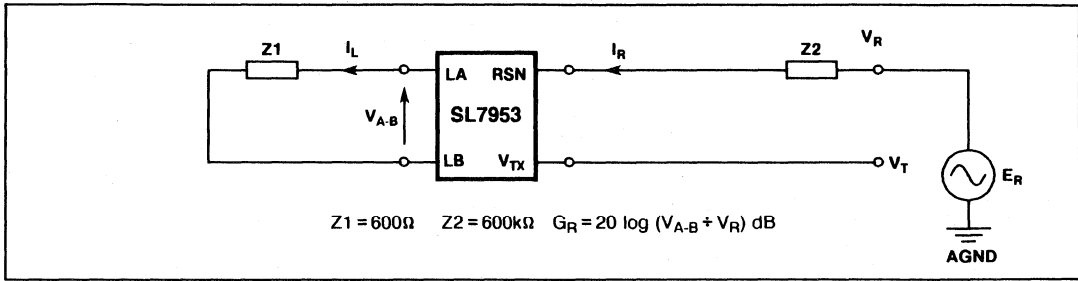 Z1 I_L I_R Z2 V_R
LA RSN
V_A-B SL7953
LB V_TX V_T E_R
Z1 = 600Ω Z2 = 600kΩ G_R = 20 log (V_A-B ÷ V_R) dB
AGND